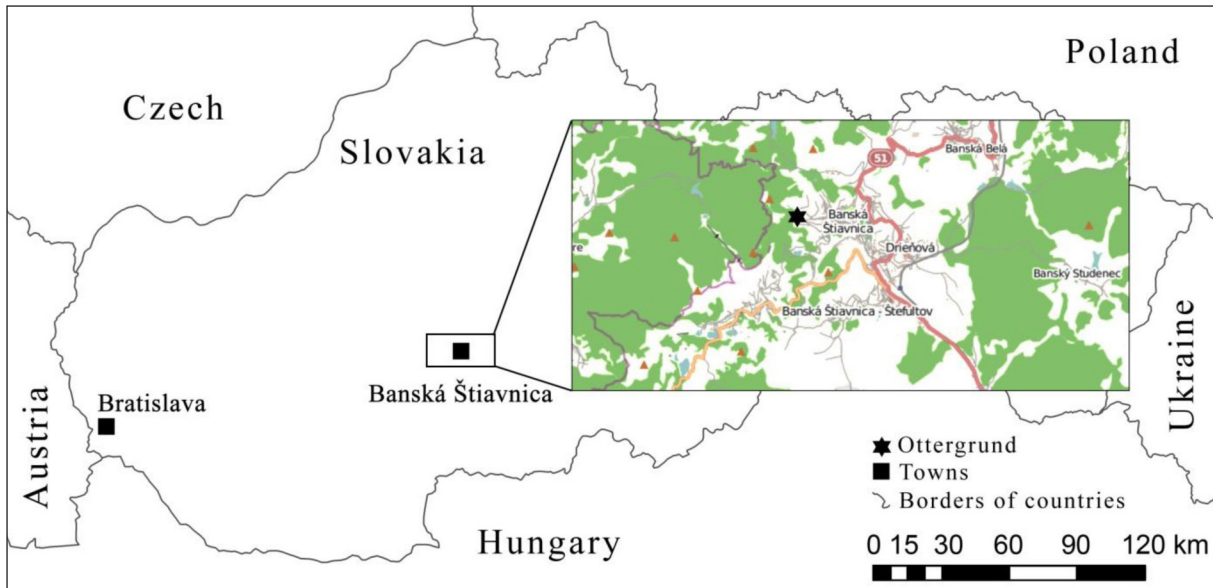 Poland
Czech
Slovakia
51
Banská Belá
Banská
Štiavnica
Drieňová
re
Banský Studenec
Banská Štiavnica - Štefultov
Banská Štiavnica
Bratislava
Austria
Ukraine
Hungary
Ottergrund
Towns
Borders of countries
0 15 30 60 90 120 km